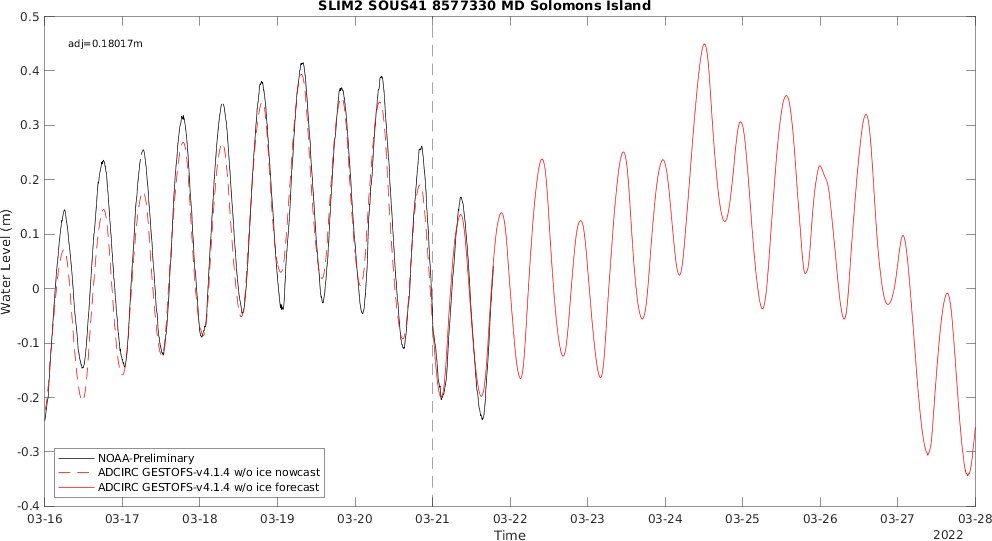 SLIM2 SOUS41 8577330 MD Solomons Island
adj=0.18017m
0.5
0.4
0.3
0.2
0.1
0
-0.1
-0.2
-0.3
-0.4
Water Level (m)
NOAA-Preliminary
ADCIRC GESTOFS-v4.1.4 w/o ice nowcast
ADCIRC GESTOFS-v4.1.4 w/o ice forecast
03-16 03-17 03-18 03-19 03-20 03-21 03-22 03-23 03-24 03-25 03-26 03-27 03-28
Time
2022